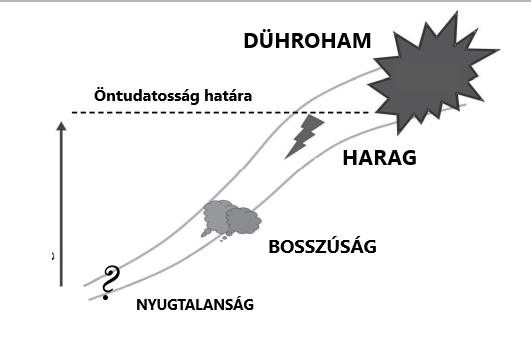 DÜHROHAM
Öntudatosság határa
HARAG
BOSSZÚSÁG
?
NYUGTALANSÁG